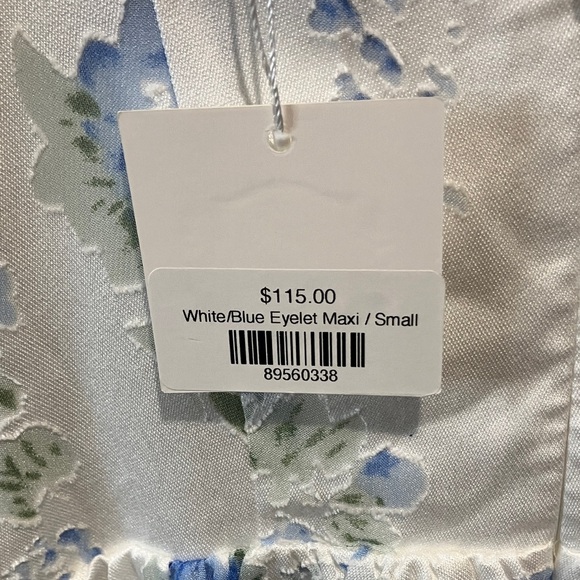 $115.00
White/Blue Eyelet Maxi / Small
89560338